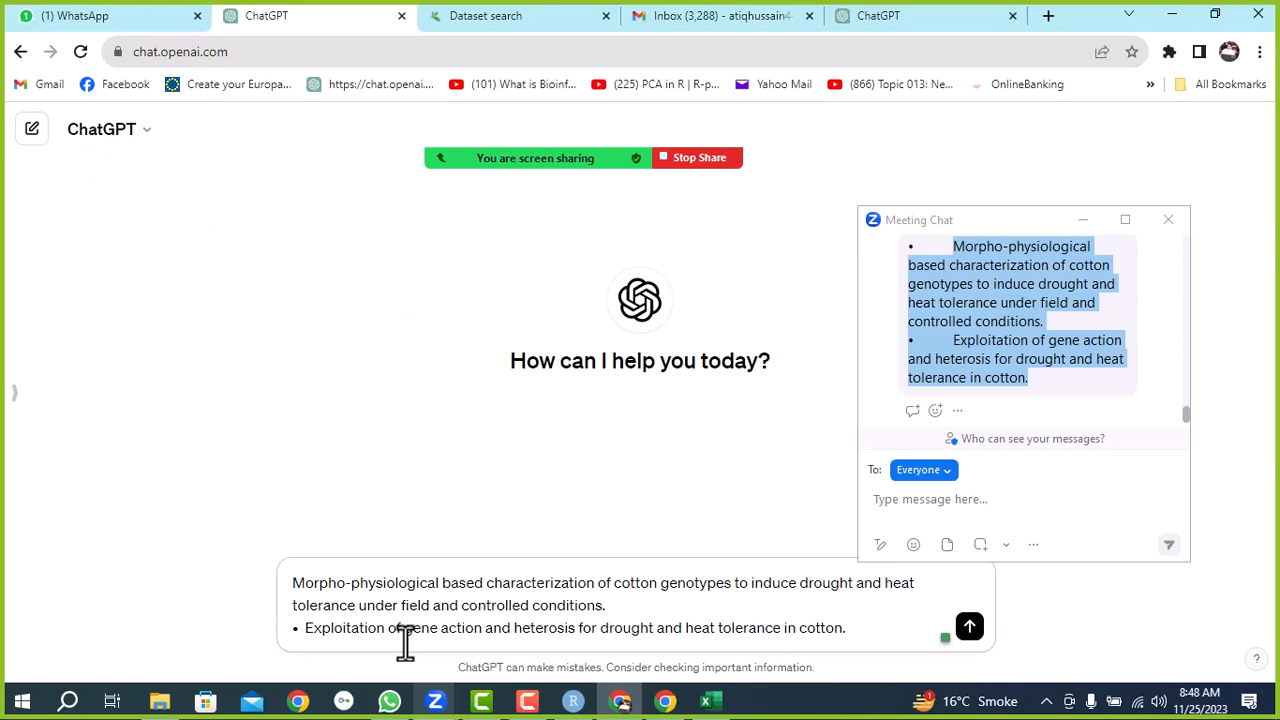 (1) WhatsApp
ChatGPT
Dataset search
Inbox (3,288) - atiqhussain4
ChatGPT
chat.openai.com
Gmail
Facebook
Create your Europa...
https://chat.openai....
(101) What is Bioinf...
(225) PCA in R | R-p...
Yahoo Mail
(866) Topic 013: Ne...
OnlineBanking
»
All Bookmarks
ChatGPT
You are screen sharing
Stop Share
Meeting Chat
• Morpho-physiological
based characterization of cotton
genotypes to induce drought and
heat tolerance under field and
controlled conditions.
• Exploitation of gene action
and heterosis for drought and heat
tolerance in cotton.
How can I help you today?
Who can see your messages?
To: Everyone
Type message here...
Morpho-physiological based characterization of cotton genotypes to induce drought and heat
tolerance under field and controlled conditions.
• Exploitation of gene action and heterosis for drought and heat tolerance in cotton.
ChatGPT can make mistakes. Consider checking important information.
?
1
16°C Smoke
8:48 AM
11/25/2023